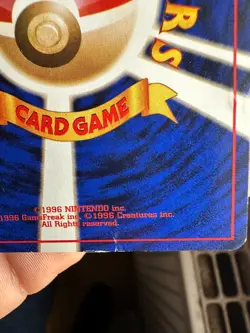 RS
CARD GAME
©1996 NINTENDO inc.
1996 GameFreak inc. ©1996 Creatures inc.
All Rights reserved.